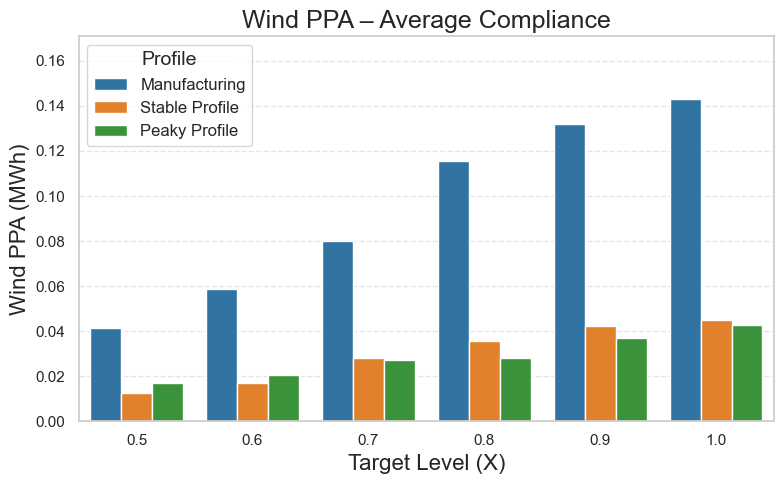 Wind PPA – Average Compliance
Profile
Manufacturing
Stable Profile
Peaky Profile
Wind PPA (MWh)
0.16
0.14
0.12
0.10
0.08
0.06
0.04
0.02
0.00
0.5 0.6 0.7 0.8 0.9 1.0
Target Level (X)